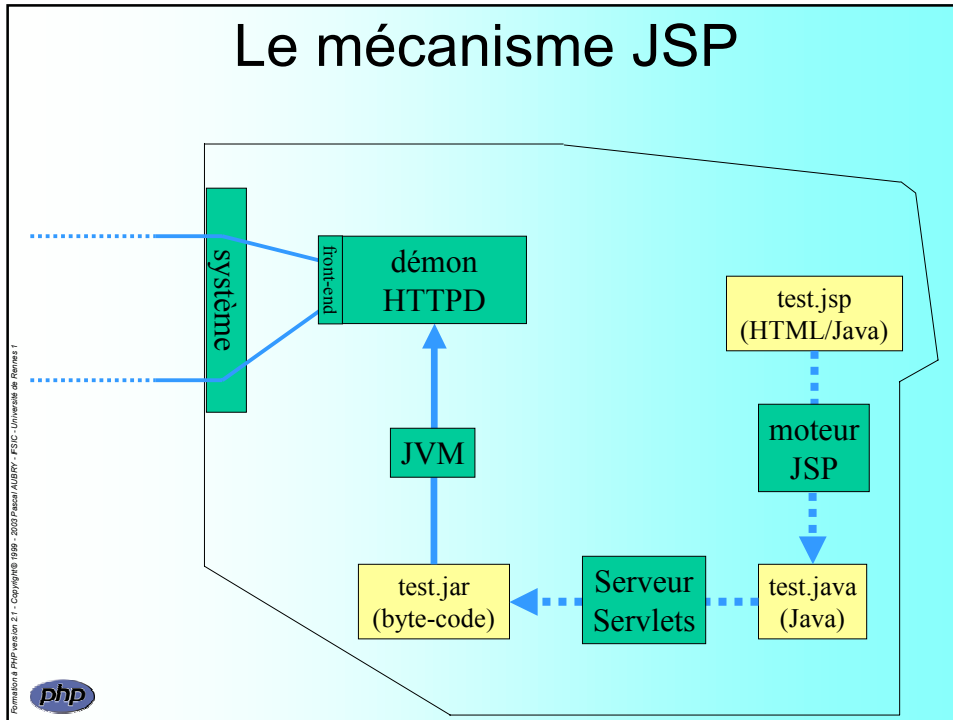 Le mécanisme JSP
système
front-end
démon
HTTPD
test.jsp
(HTML/Java)
JVM
moteur
JSP
test.jar
(byte-code)
Serveur
Servlets
test.java
(Java)
Formation à PHP version 2.1 - Copyright © 1999 - 2003 Pascal AUBRY - IFSIC - Université de Rennes 1
php